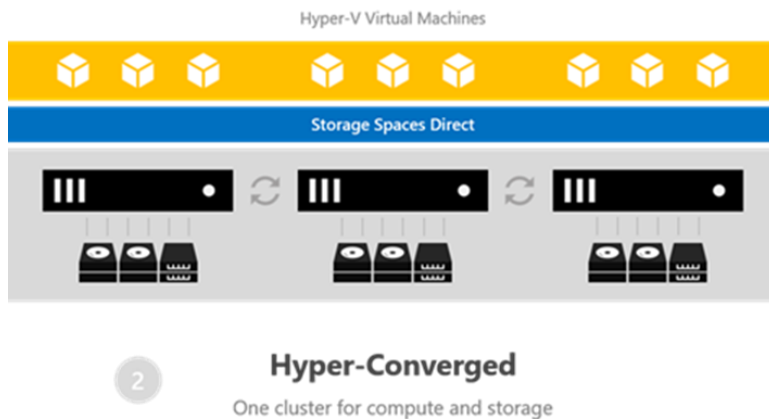 Hyper-V Virtual Machines
Storage Spaces Direct
2
Hyper-Converged
One cluster for compute and storage